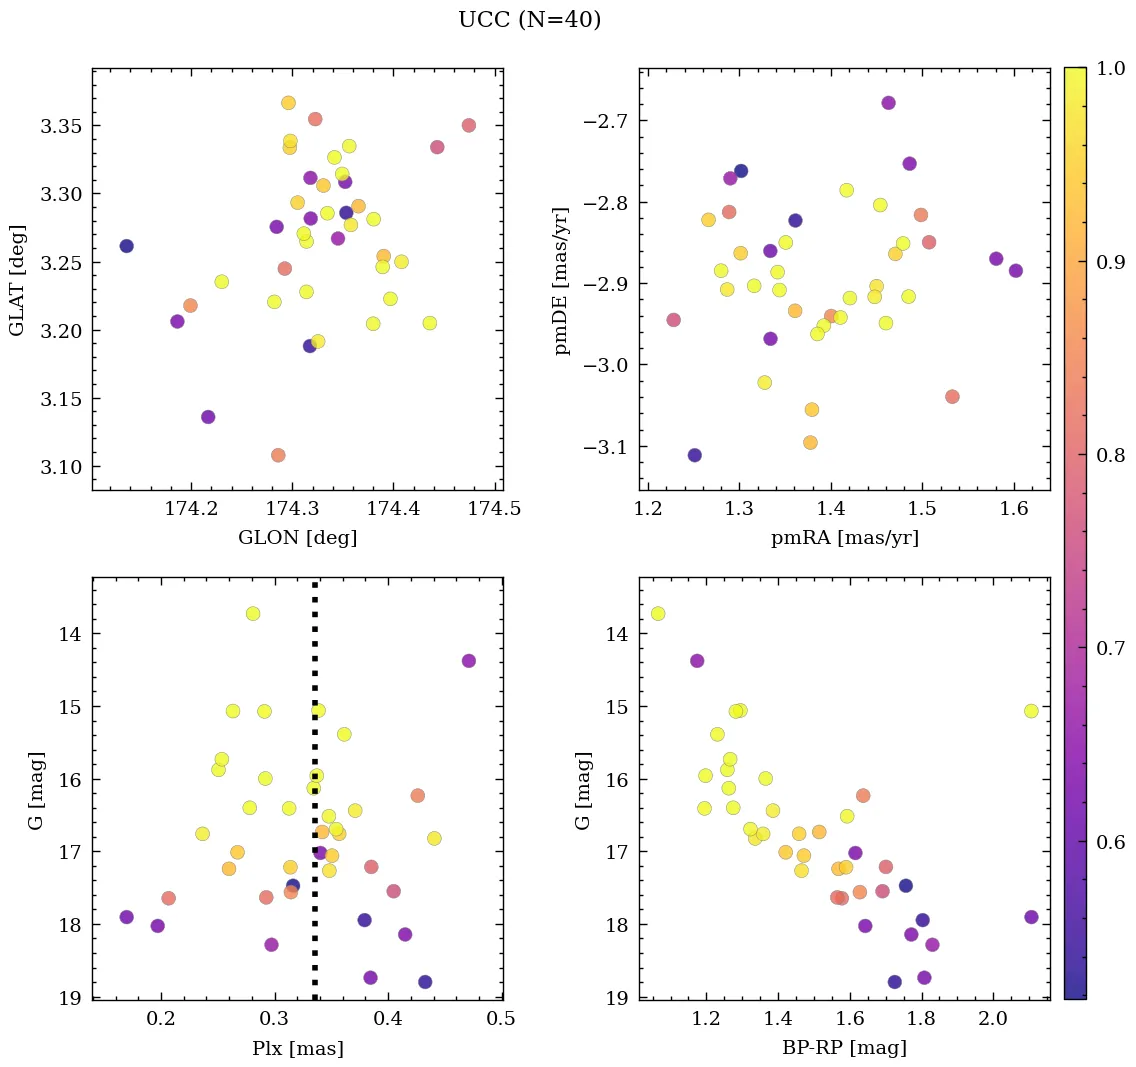 UCC (N=40)
3.35
3.30
3.25
3.20
3.15
3.10
GLAT [deg]
174.2 174.3 174.4 174.5
GLON [deg]
−2.7
−2.8
−2.9
−3.0
−3.1
pmDE [mas/yr]
1.2 1.3 1.4 1.5 1.6
pmRA [mas/yr]
1.0
0.9
0.8
0.7
0.6
14
15
16
17
18
19
G [mag]
0.2 0.3 0.4 0.5
Plx [mas]
14
15
16
17
18
19
G [mag]
1.2 1.4 1.6 1.8 2.0
BP-RP [mag]